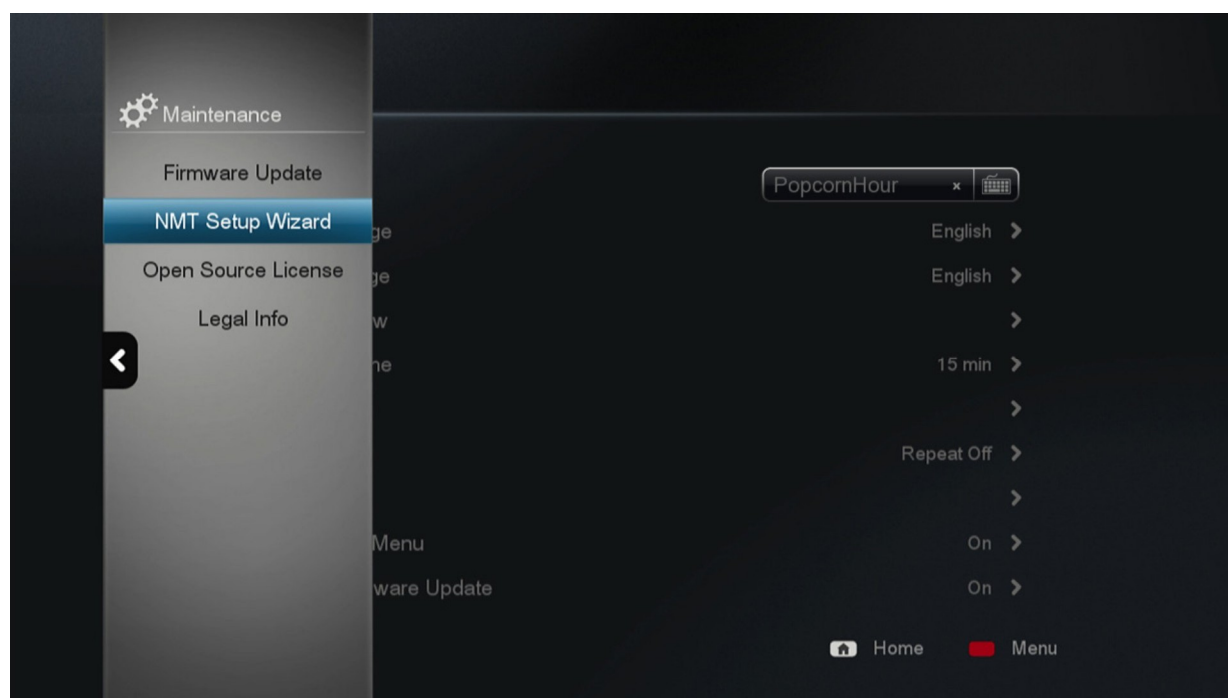 Maintenance
Firmware Update
NMT Setup Wizard
Open Source License
Legal Info
PopcornHour ×
ge English
ge English
w
ne 15 min
Repeat Off
Menu On
ware Update On
Home Menu